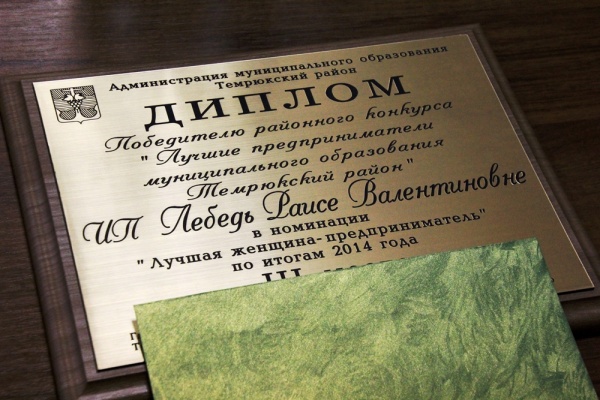 Администрация муниципального образования
Темрюкский район
ДИПЛОМ
Победителю районного конкурса
"Лучшие предприниматели
муниципального образования
Темрюкский район"
ИП Лебедь Раисе Валентиновне
в номинации
"Лучшая женщина-предприниматель"
по итогам 2014 года
III